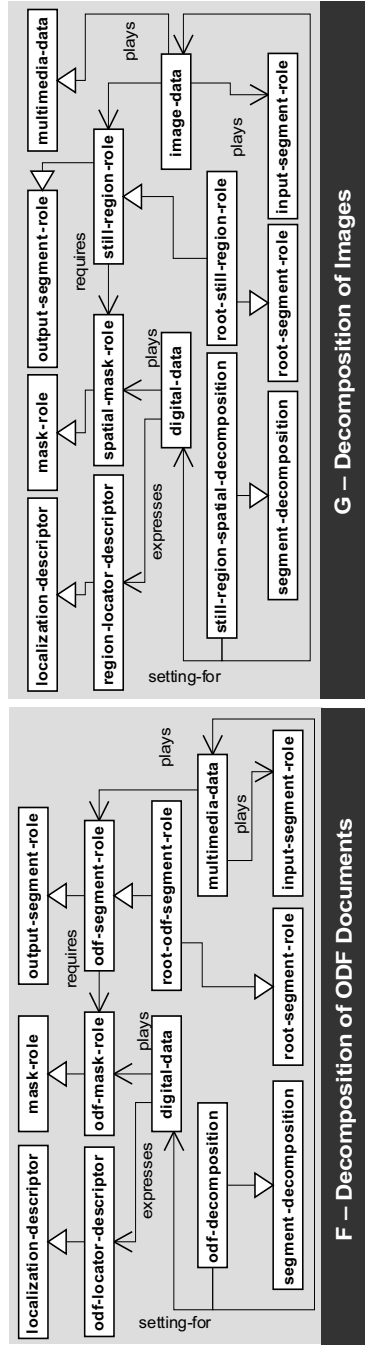 localization-descriptor
mask-role
output-segment-role
requires
odf-locator-descriptor
odf-mask-role
odf-segment-role
plays
expresses
plays
digital-data
root-odf-segment-role
setting-for
odf-decomposition
multimedia-data
plays
segment-decomposition
root-segment-role
input-segment-role
F – Decomposition of ODF Documents
localization-descriptor
mask-role
output-segment-role
multimedia-data
requires
plays
region-locator-descriptor
spatial-mask-role
still-region-role
expresses
plays
digital-data
image-data
setting-for
still-region-spatial-decomposition
root-still-region-role
plays
segment-decomposition
root-segment-role
input-segment-role
G – Decomposition of Images